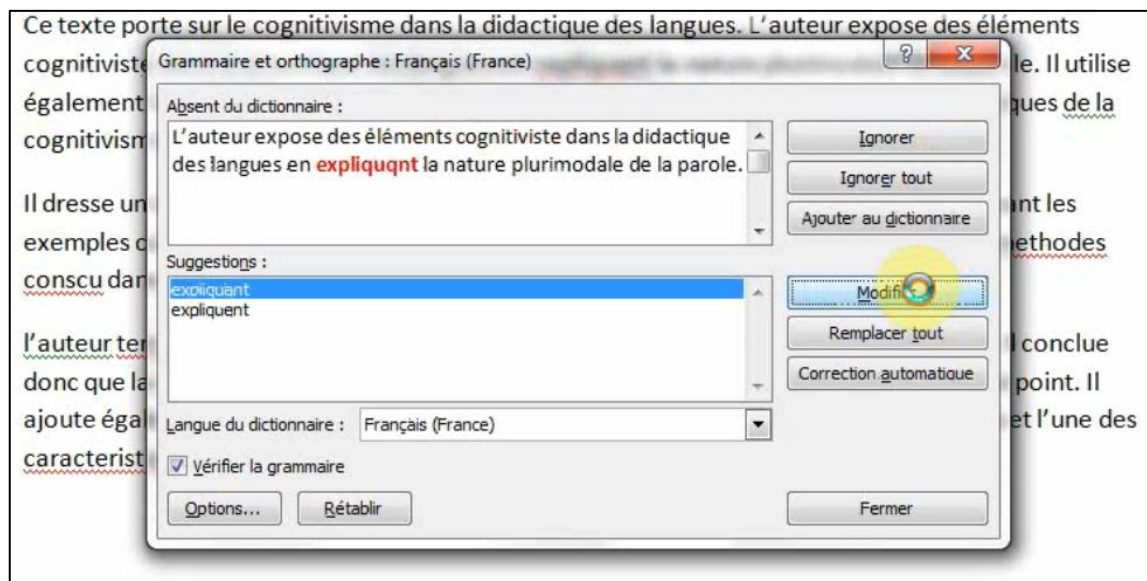 Ce texte porte sur le cognitivisme dans la didactique des langues. L'auteur expose des éléments
cognitiviste
le. Il utilise
également
ques de la
cognitivism
Il dresse un
ant les
exemples
ethodes
conscu dan
l'auteur ter
conclue
donc que la
point. Il
ajoute égal
et l'une des
caracterist
Grammaire et orthographe : Français (France)
Absent du dictionnaire :
L'auteur expose des éléments cognitiviste dans la didactique
des langues en expliquqnt la nature plurimodale de la parole.
Ignorer
Ignorer tout
Ajouter au dictionnaire
Suggestions :
expliquant
expliquent
Modifier
Remplacer tout
Correction automatique
Langue du dictionnaire : Français (France)
Vérifier la grammaire
Options...
Rétablir
Fermer